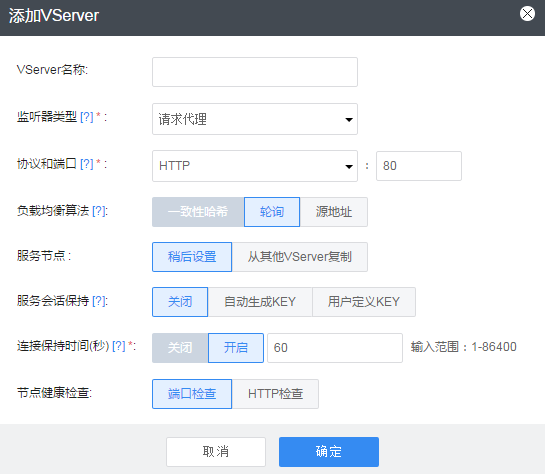 添加VServer
VServer名称:
监听器类型 [?] * : 请求代理
协议和端口 [?] * : HTTP : 80
负载均衡算法 [?]: 一致性哈希 轮询 源地址
服务节点 : 稍后设置 从其他VServer复制
服务会话保持 [?]: 关闭 自动生成KEY 用户定义KEY
连接保持时间(秒) [?] *: 关闭 开启 60 输入范围：1-86400
节点健康检查: 端口检查 HTTP检查
取消 确定